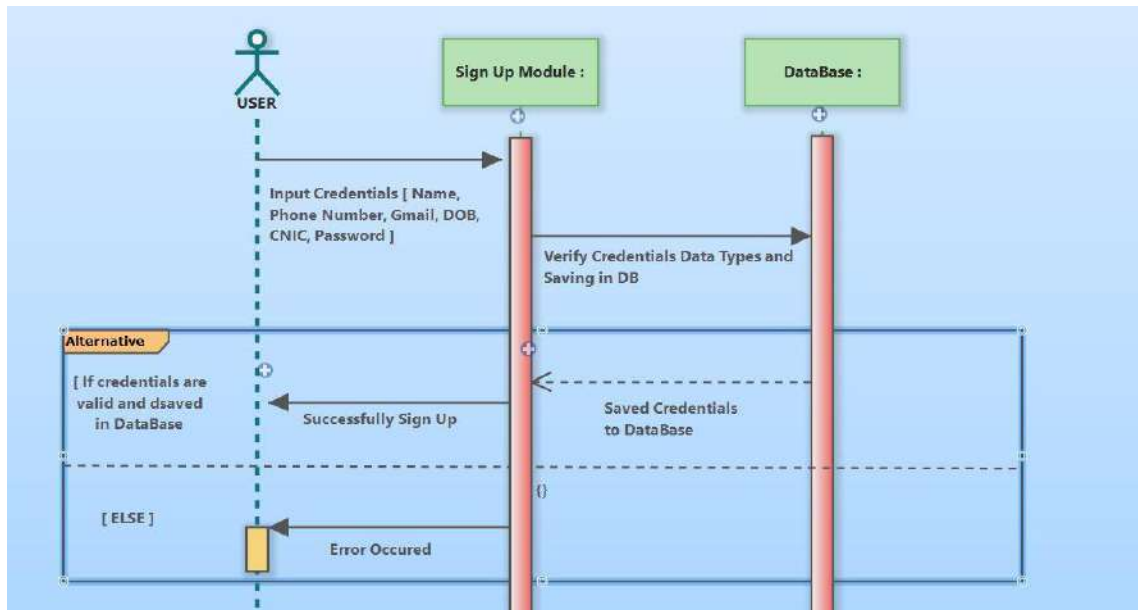 USER
Sign Up Module :
DataBase :
Input Credentials [ Name,
Phone Number, Gmail, DOB,
CNIC, Password ]
Verify Credentials Data Types and
Saving in DB
Alternative
[ If credentials are
valid and dsaved
in DataBase
Successfully Sign Up
Saved Credentials
to DataBase
{}
[ ELSE ]
Error Occured